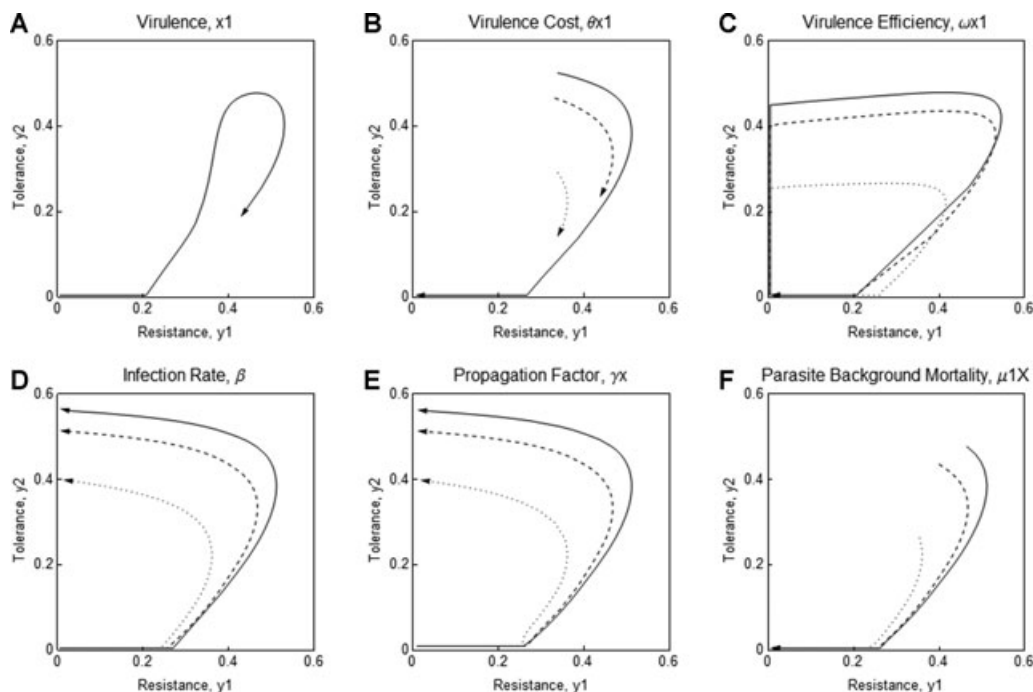 A Virulence, x1
0.6
0.4
0.2
0
Tolerance, y2
0 0.2 0.4 0.6
Resistance, y1
B Virulence Cost, θx1
0.6
0.4
0.2
0
Tolerance, y2
0 0.2 0.4 0.6
Resistance, y1
C Virulence Efficiency, ωx1
0.6
0.4
0.2
0
Tolerance, y2
0 0.2 0.4 0.6
Resistance, y1
D Infection Rate, β
0.6
0.4
0.2
0
Tolerance, y2
0 0.2 0.4 0.6
Resistance, y1
E Propagation Factor, γx
0.6
0.4
0.2
0
Tolerance, y2
0 0.2 0.4 0.6
Resistance, y1
F Parasite Background Mortality, μ1X
0.6
0.4
0.2
0
Tolerance, y2
0 0.2 0.4 0.6
Resistance, y1